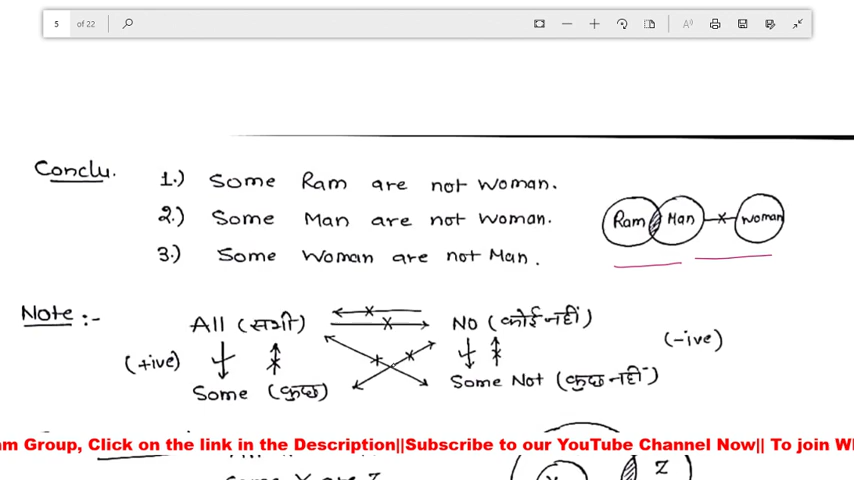 5 of 22
Conclu. 1.) Some Ram are not Woman.
2.) Some Man are not Woman.
3.) Some Woman are not Man.
Ram Man Woman
Note :-
All (सभी) No (कोई नहीं)
(+ive) (-ive)
Some (कुछ) Some Not (कुछ नहीं)
am Group, Click on the link in the Description||Subscribe to our YouTube Channel Now|| To join W
Z